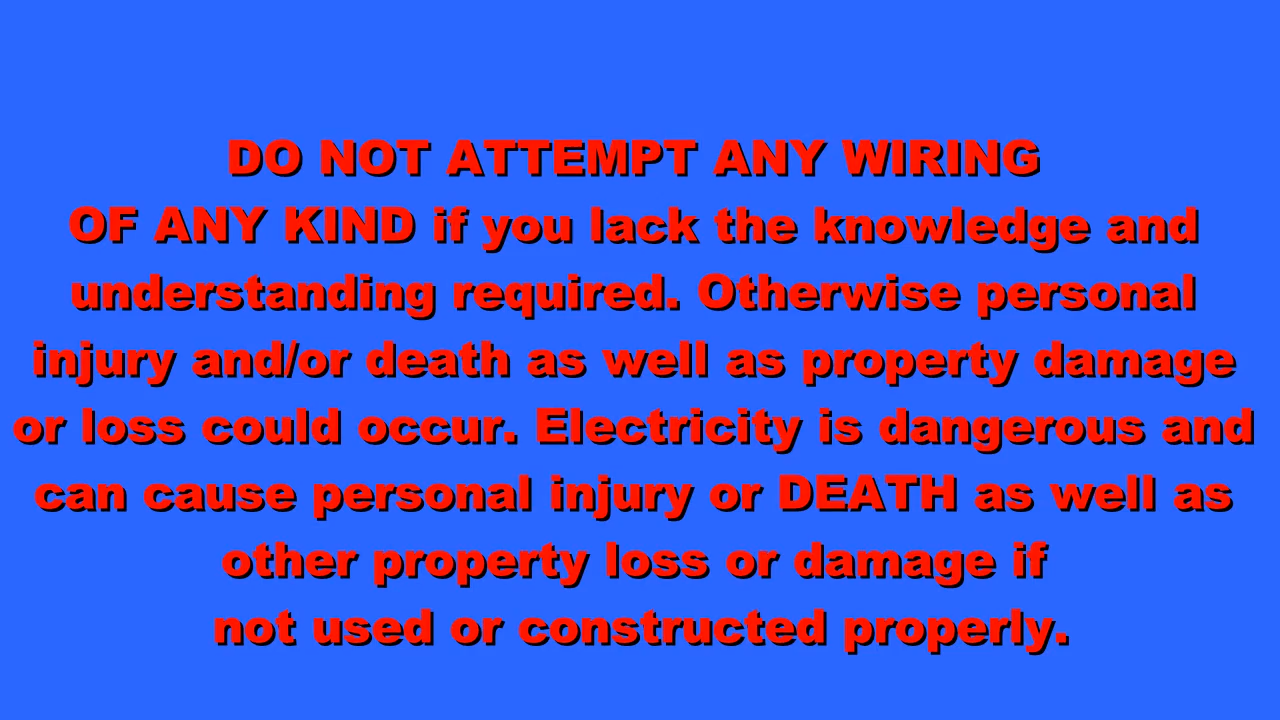 DO NOT ATTEMPT ANY WIRING
OF ANY KIND if you lack the knowledge and
understanding required. Otherwise personal
injury and/or death as well as property damage
or loss could occur. Electricity is dangerous and
can cause personal injury or DEATH as well as
other property loss or damage if
not used or constructed properly.